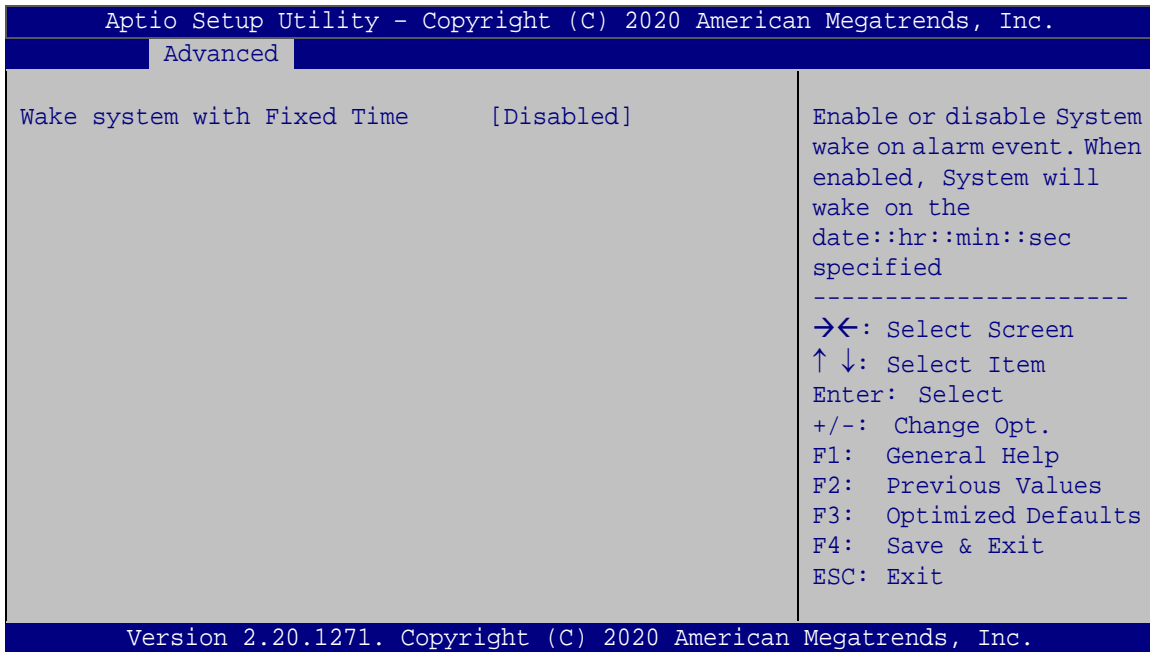 Aptio Setup Utility – Copyright (C) 2020 American Megatrends, Inc.
Advanced
Wake system with Fixed Time [Disabled]
Enable or disable System
wake on alarm event. When
enabled, System will
wake on the
date::hr::min::sec
specified
----------------------
→←: Select Screen
↑ ↓: Select Item
Enter: Select
+/-: Change Opt.
F1: General Help
F2: Previous Values
F3: Optimized Defaults
F4: Save & Exit
ESC: Exit
Version 2.20.1271. Copyright (C) 2020 American Megatrends, Inc.